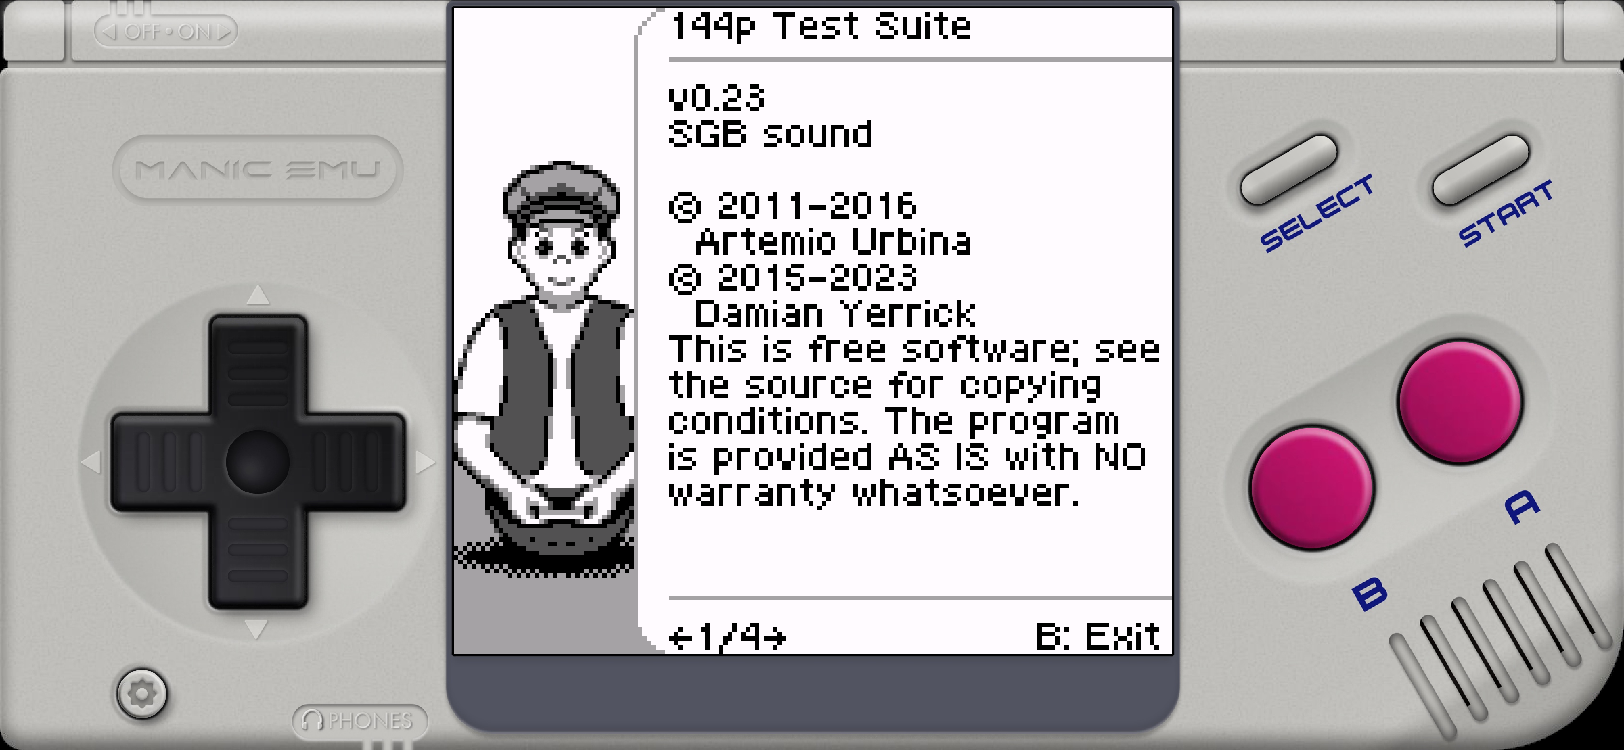 OFF•ON
MANIC EMU
144p Test Suite
v0.23
SGB sound
© 2011-2016
Artemio Urbina
© 2015-2023
Damian Yerrick
This is free software; see
the source for copying
conditions. The program
is provided AS IS with NO
warranty whatsoever.
←1/4→
B: Exit
SELECT
START
A
B
PHONES